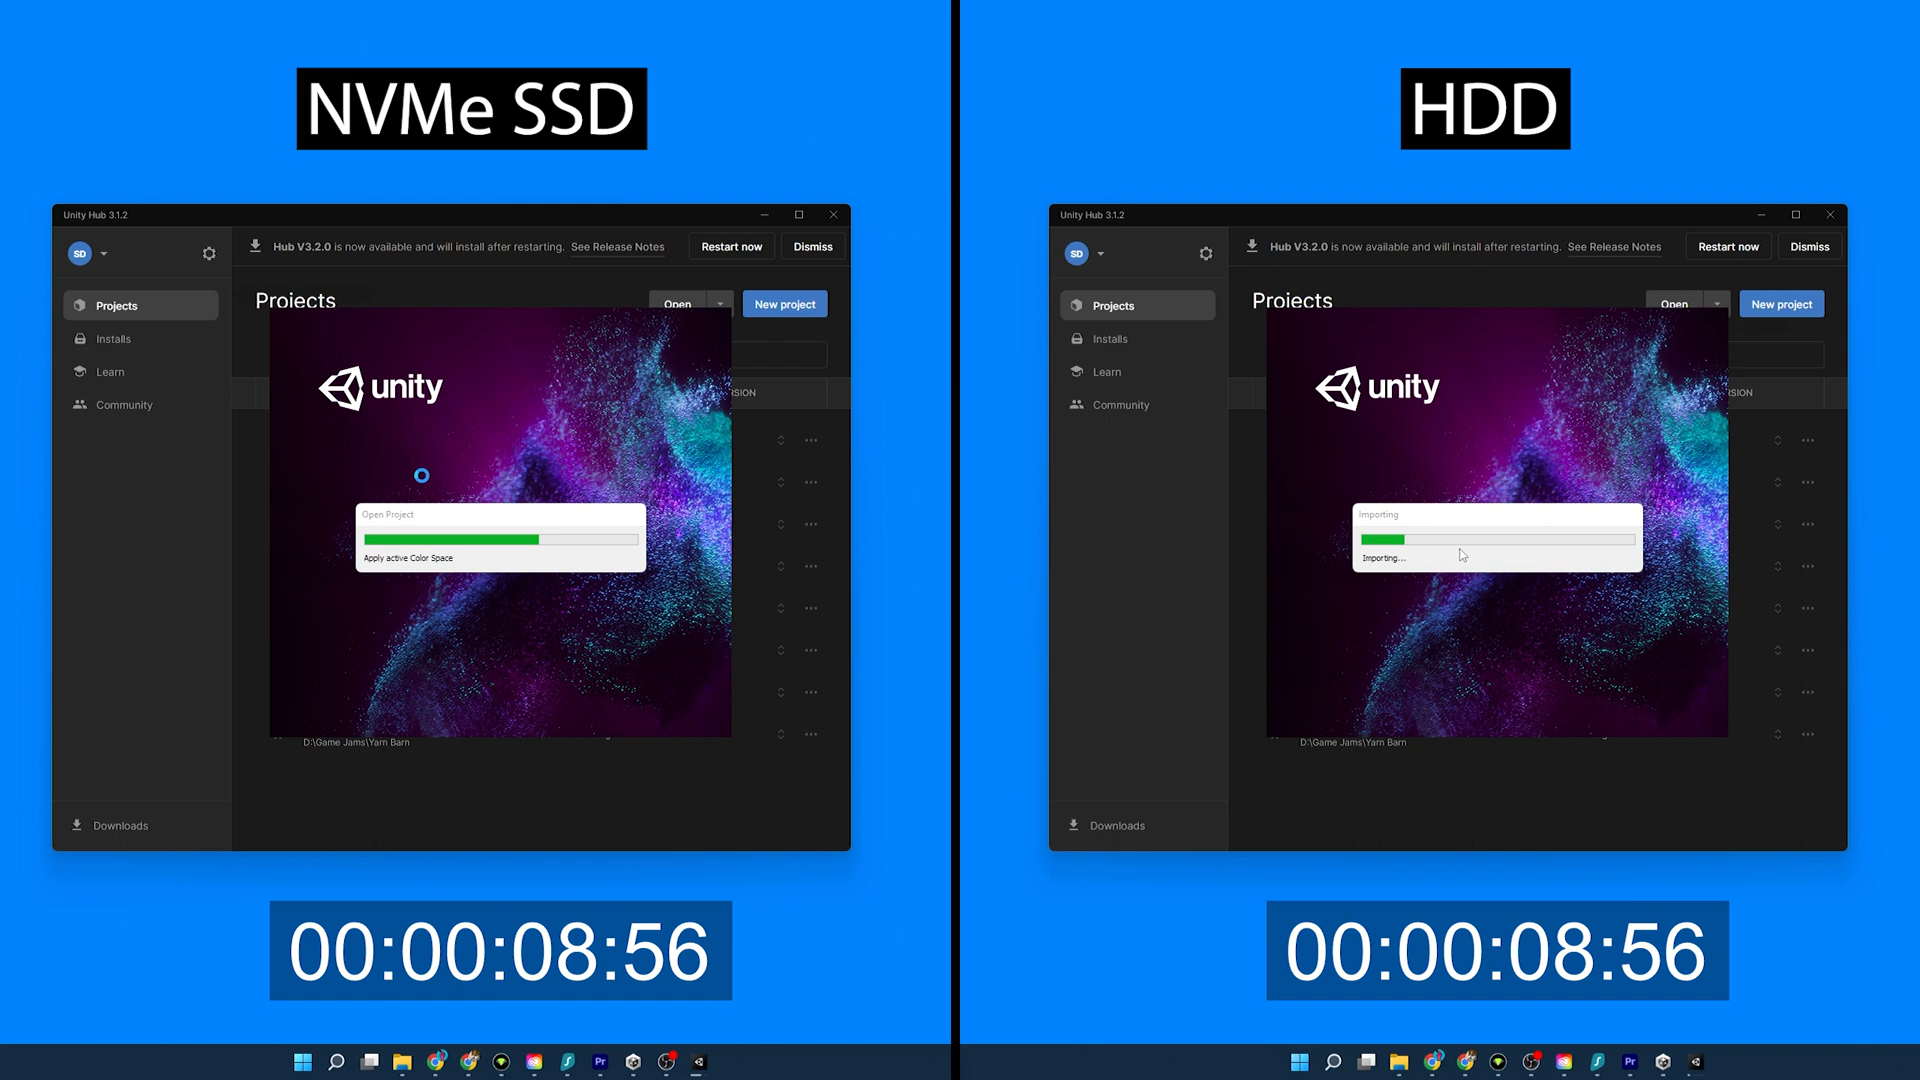 NVMe SSD
Unity Hub 3.1.2
SD
Hub V3.2.0 is now available and will install after restarting. See Release Notes
Restart now
Dismiss
Projects
Installs
Learn
Community
Projects
Open
New project
unity
Open Project
Apply active Color Space
D:\Game Jams\Yarn Barn
Downloads
00:00:08:56
Pr
HDD
Unity Hub 3.1.2
SD
Hub V3.2.0 is now available and will install after restarting. See Release Notes
Restart now
Dismiss
Projects
Installs
Learn
Community
Projects
Open
New project
unity
Importing
Importing...
D:\Game Jams\Yarn Barn
Downloads
00:00:08:56
Pr